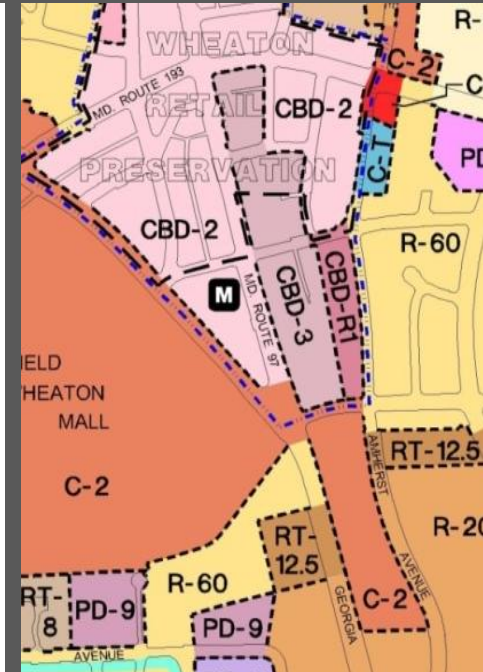 WHEATON
R-
C-2
C
MD. ROUTE 193
RETAIL
CBD-2
PRESERVATION
C-T
PD
CBD-2
R-60
M
CBD-3
CBD-R1
MD. ROUTE 97
IELD
HEATON
MALL
C-2
AMHERST
AVENUE
RT-12.5
R-20
RT-
12.5
R-60
GEORGIA
C-2
RT-
8
PD-9
PD-9
AVENUE